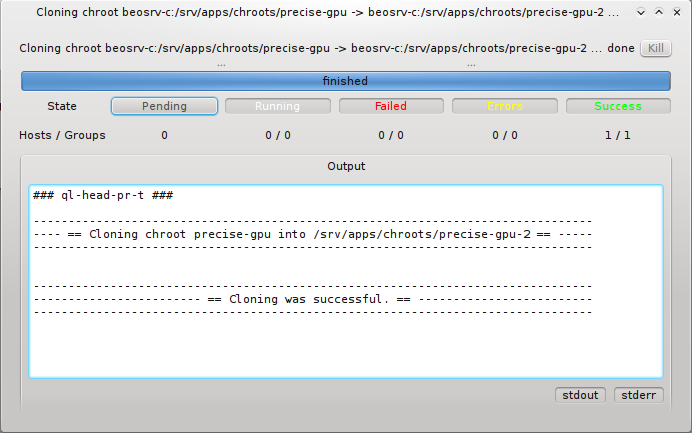 Cloning chroot beosrv-c:/srv/apps/chroots/precise-gpu -> beosrv-c:/srv/apps/chroots/precise-gpu-2 ...
Cloning chroot beosrv-c:/srv/apps/chroots/precise-gpu -> beosrv-c:/srv/apps/chroots/precise-gpu-2 ... done Kill
... ...
finished
State Pending Running Failed Errors Success
Hosts / Groups 0 0 / 0 0 / 0 0 / 0 1 / 1
Output
### ql-head-pr-t ###
--------------------------------------------------------------------------------
---- == Cloning chroot precise-gpu into /srv/apps/chroots/precise-gpu-2 == -----
--------------------------------------------------------------------------------
--------------------------------------------------------------------------------
------------------------ == Cloning was successful. == -------------------------
--------------------------------------------------------------------------------
stdout stderr